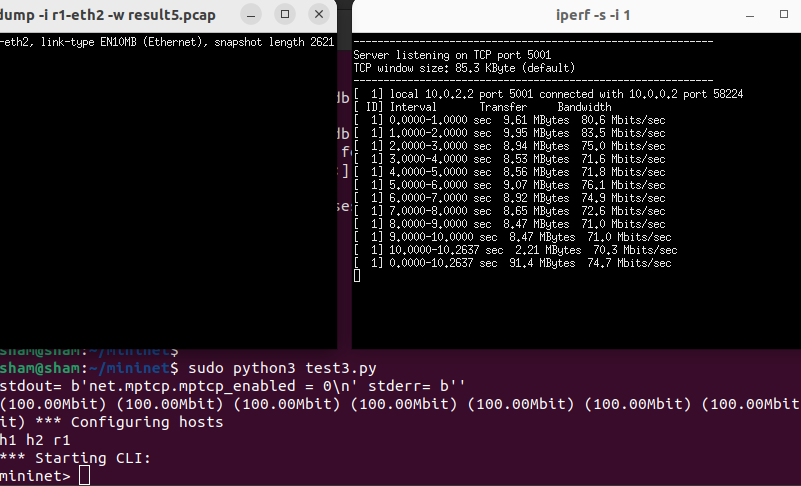 dump -i r1-eth2 -w result5.pcap
-eth2, link-type EN10MB (Ethernet), snapshot length 2621
db
db
f
]
se
iperf -s -i 1
------------------------------------------------------------
Server listening on TCP port 5001
TCP window size: 85.3 KByte (default)
------------------------------------------------------------
[  1] local 10.0.2.2 port 5001 connected with 10.0.0.2 port 58224
[ ID] Interval       Transfer     Bandwidth
[  1] 0.0000-1.0000 sec  9.61 MBytes  80.6 Mbits/sec
[  1] 1.0000-2.0000 sec  9.95 MBytes  83.5 Mbits/sec
[  1] 2.0000-3.0000 sec  8.94 MBytes  75.0 Mbits/sec
[  1] 3.0000-4.0000 sec  8.53 MBytes  71.6 Mbits/sec
[  1] 4.0000-5.0000 sec  8.56 MBytes  71.8 Mbits/sec
[  1] 5.0000-6.0000 sec  9.07 MBytes  76.1 Mbits/sec
[  1] 6.0000-7.0000 sec  8.92 MBytes  74.9 Mbits/sec
[  1] 7.0000-8.0000 sec  8.65 MBytes  72.6 Mbits/sec
[  1] 8.0000-9.0000 sec  8.47 MBytes  71.0 Mbits/sec
[  1] 9.0000-10.0000 sec  8.47 MBytes  71.0 Mbits/sec
[  1] 10.0000-10.2637 sec  2.21 MBytes  70.3 Mbits/sec
[  1] 0.0000-10.2637 sec  91.4 MBytes  74.7 Mbits/sec
sham@sham:~/mininet$
sham@sham:~/mininet$ sudo python3 test3.py
stdout= b'net.mptcp.mptcp_enabled = 0\n' stderr= b''
(100.00Mbit) (100.00Mbit) (100.00Mbit) (100.00Mbit) (100.00Mbit) (100.00Mbit) (100.00Mb
it) *** Configuring hosts
h1 h2 r1
*** Starting CLI:
mininet>